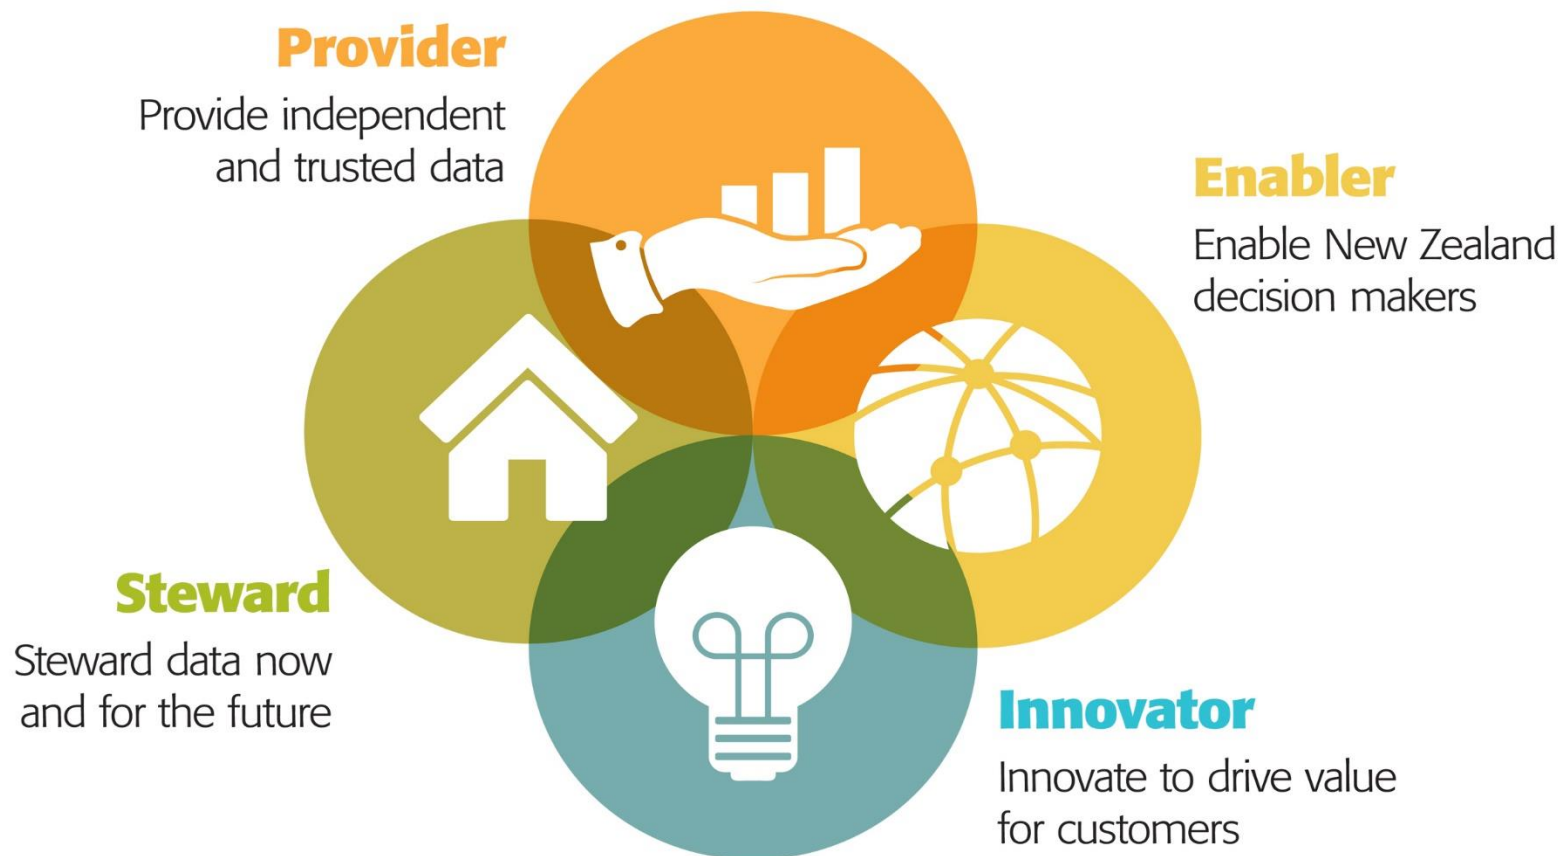 Provider
Provide independent
and trusted data
Enabler
Enable New Zealand
decision makers
Steward
Steward data now
and for the future
Innovator
Innovate to drive value
for customers